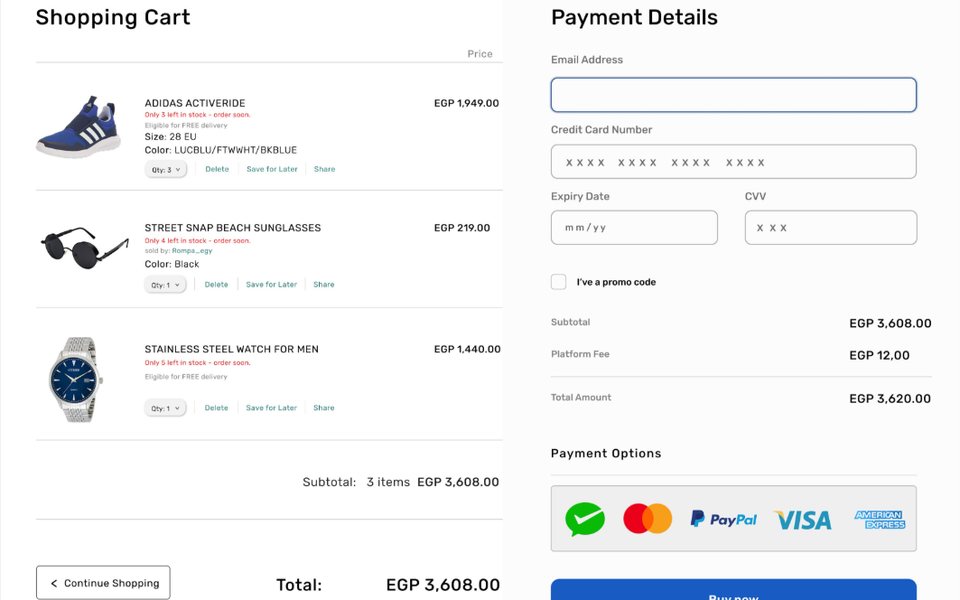 Shopping Cart
Price
ADIDAS ACTIVERIDE
EGP 1,949.00
Only 3 left in stock - order soon.
Eligible for FREE delivery
Size: 28 EU
Color: LUCBLU/FTWWHT/BKBLUE
Qty: 3
Delete
Save for Later
Share
STREET SNAP BEACH SUNGLASSES
EGP 219.00
Only 4 left in stock - order soon.
sold by: Rompa_egy
Color: Black
Qty: 1
Delete
Save for Later
Share
STAINLESS STEEL WATCH FOR MEN
EGP 1,440.00
Only 5 left in stock - order soon.
Eligible for FREE delivery
Qty: 1
Delete
Save for Later
Share
Subtotal: 3 items EGP 3,608.00
< Continue Shopping
Total: EGP 3,608.00
Payment Details
Email Address
Credit Card Number
X X X X X X X X X X X X X X X X
Expiry Date
CVV
mm/yy
X X X
I've a promo code
Subtotal
EGP 3,608.00
Platform Fee
EGP 12,00
Total Amount
EGP 3,620.00
Payment Options
PayPal
VISA
AMERICAN
EXPRESS
Buy now